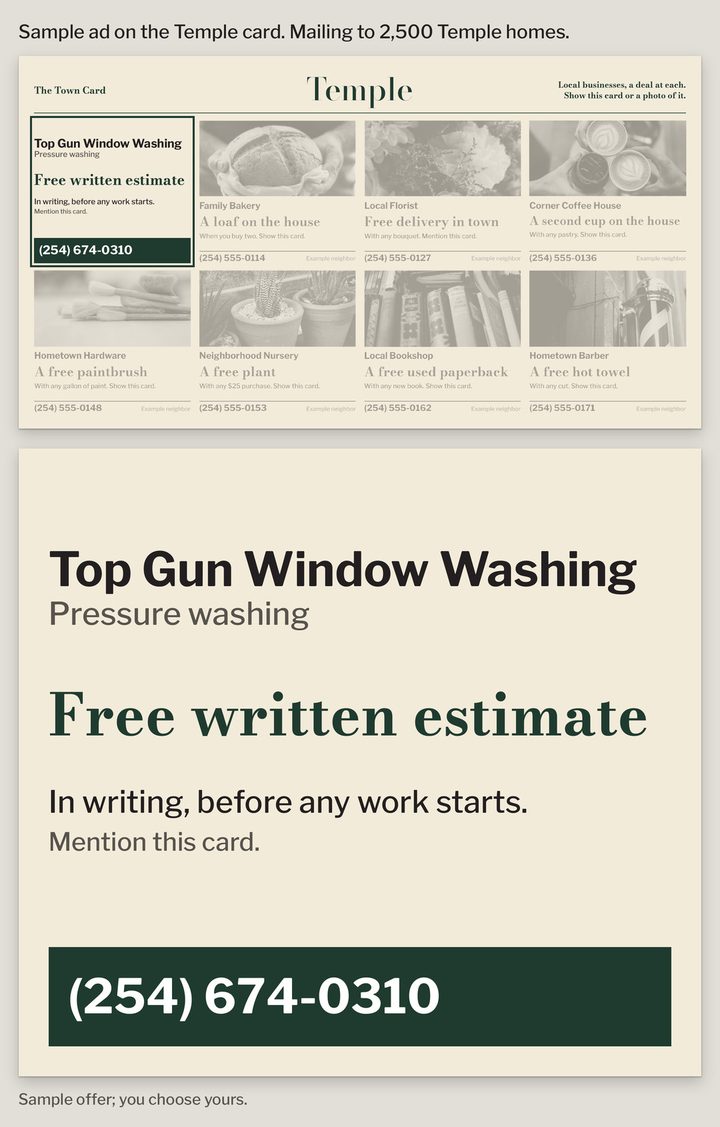 Sample ad on the Temple card. Mailing to 2,500 Temple homes.
The Town Card
Temple
Local businesses, a deal at each.
Show this card or a photo of it.
Top Gun Window Washing
Pressure washing
Free written estimate
In writing, before any work starts.
Mention this card.
(254) 674-0310
Family Bakery
A loaf on the house
When you buy two. Show this card.
(254) 555-0114
Example neighbor
Local Florist
Free delivery in town
With any bouquet. Mention this card.
(254) 555-0127
Example neighbor
Corner Coffee House
A second cup on the house
With any pastry. Show this card.
(254) 555-0136
Example neighbor
Hometown Hardware
A free paintbrush
With any gallon of paint. Show this card.
(254) 555-0148
Example neighbor
Neighborhood Nursery
A free plant
With any $25 purchase. Show this card.
(254) 555-0153
Example neighbor
Local Bookshop
A free used paperback
With any new book. Show this card.
(254) 555-0162
Example neighbor
Hometown Barber
A free hot towel
With any cut. Show this card.
(254) 555-0171
Example neighbor
Top Gun Window Washing
Pressure washing
Free written estimate
In writing, before any work starts.
Mention this card.
(254) 674-0310
Sample offer; you choose yours.